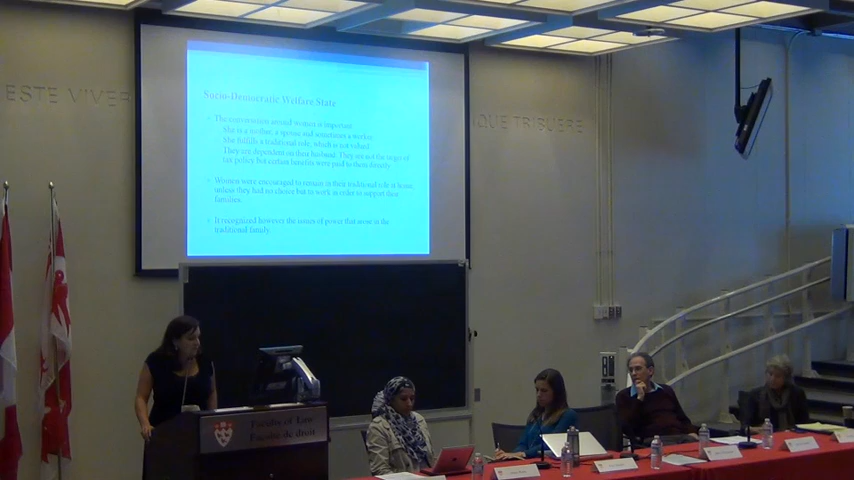 ESTE VIVER
QUE TRISUERE
Socio-Democratic Welfare State
The conversation around women is important.
She is a mother, a spouse and sometimes a worker.
She fulfills a traditional role, which is not valued.
They are dependent on their husband. They are not the target of
tax policy but certain benefits were paid to them directly.
Women were encouraged to remain in their traditional role at home
unless they had no choice but to work in order to support their
families.
It recognized however the issues of power that arose in the
traditional family.
Faculty of Law
Faculté de droit